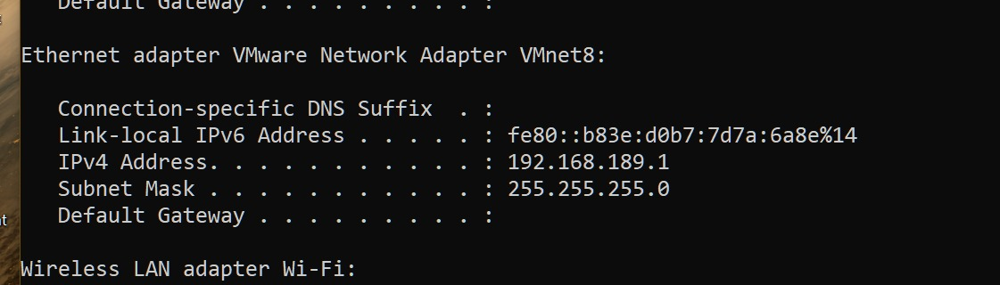 Default Gateway . . . . . . . . . :
Ethernet adapter VMware Network Adapter VMnet8:
Connection-specific DNS Suffix  . :
Link-local IPv6 Address . . . . . : fe80::b83e:d0b7:7d7a:6a8e%14
IPv4 Address. . . . . . . . . . . : 192.168.189.1
Subnet Mask . . . . . . . . . . . : 255.255.255.0
Default Gateway . . . . . . . . . :
Wireless LAN adapter Wi-Fi: